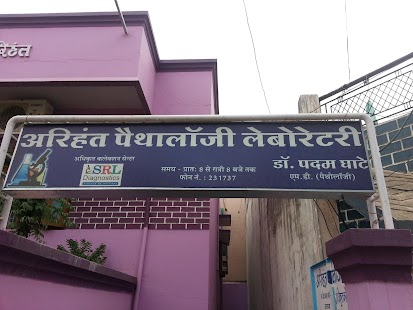 रिहंत
अरिहंत पैथालॉजी लेबोरेटरी
अधिकृत कलेक्शन सेन्टर
SRL
Diagnostics
समय - प्रातः 8 से रात्री 8 बजे तक
फोन नं. : 231737
डॉ. पदम घाटे
एम.डी. (पैथोलॉजी)